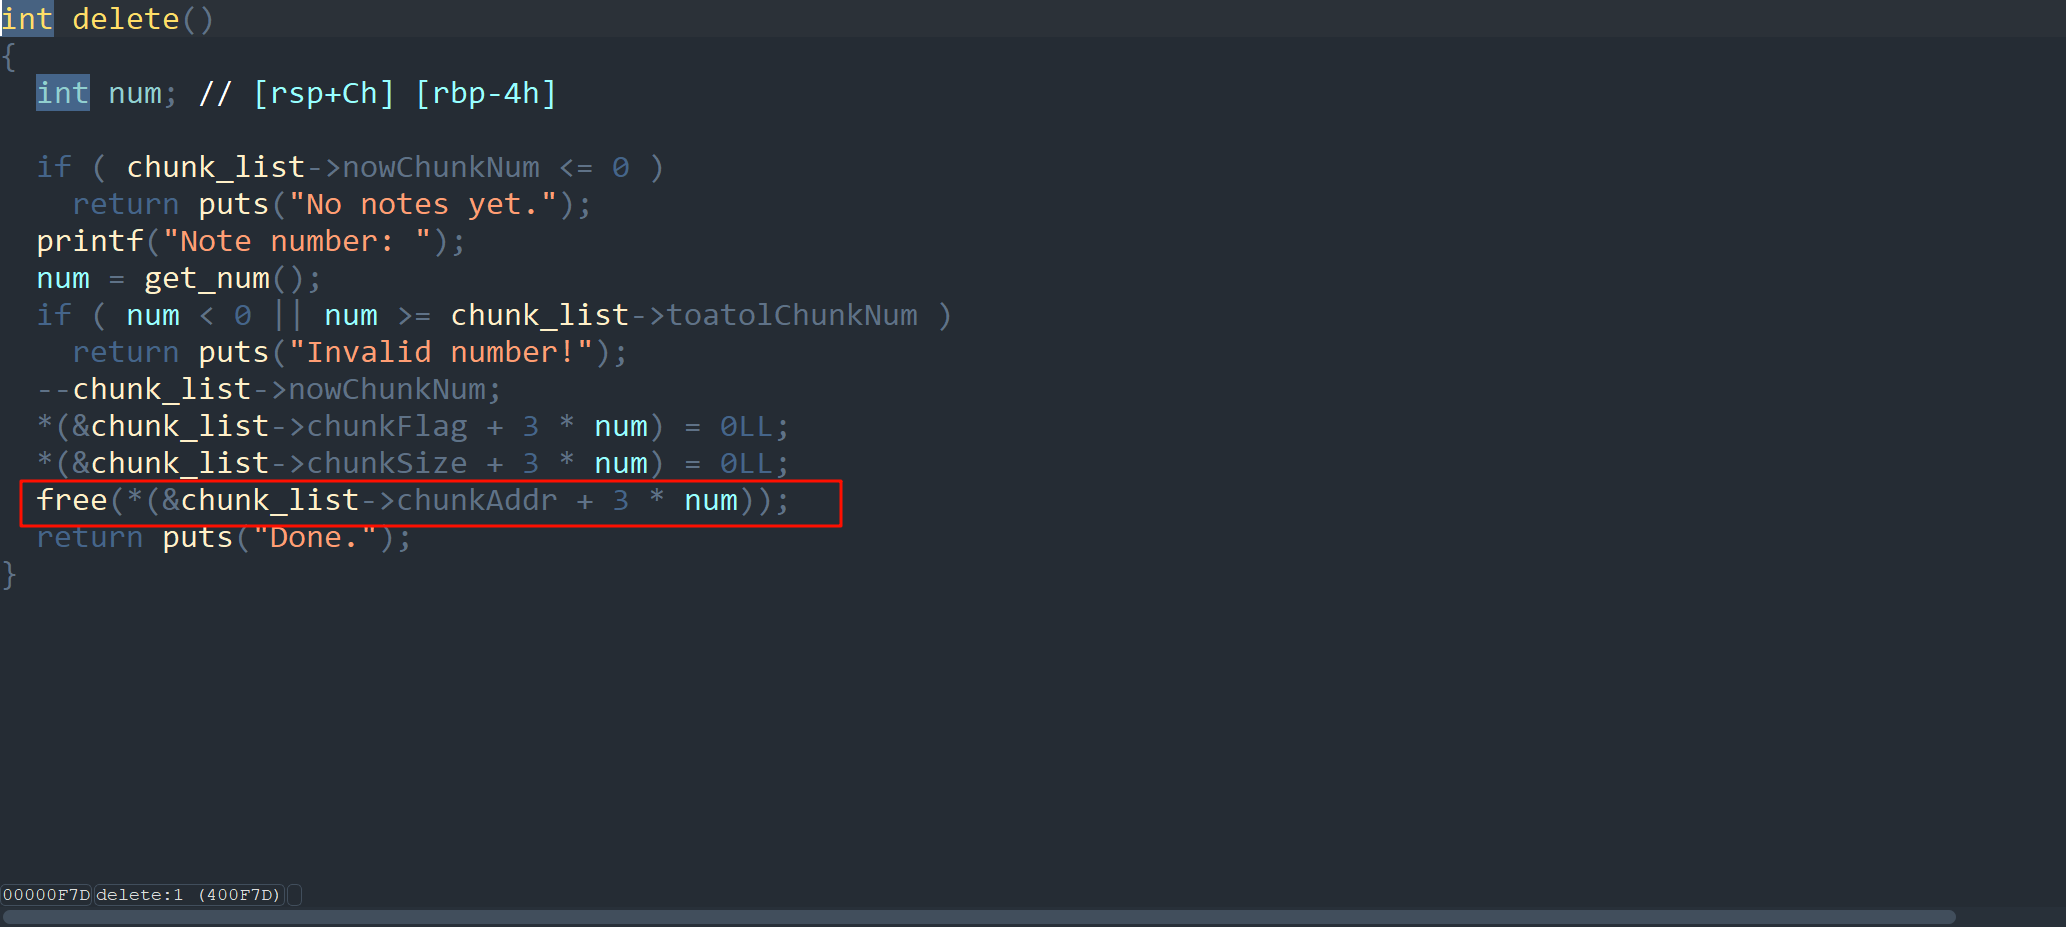 int delete()
{
  int num; // [rsp+Ch] [rbp-4h]

  if ( chunk_list->nowChunkNum <= 0 )
    return puts("No notes yet.");
  printf("Note number: ");
  num = get_num();
  if ( num < 0 || num >= chunk_list->toatolChunkNum )
    return puts("Invalid number!");
  --chunk_list->nowChunkNum;
  *(&chunk_list->chunkFlag + 3 * num) = 0LL;
  *(&chunk_list->chunkSize + 3 * num) = 0LL;
  free(*(&chunk_list->chunkAddr + 3 * num));
  return puts("Done.");
}
00000F7D delete:1 (400F7D)